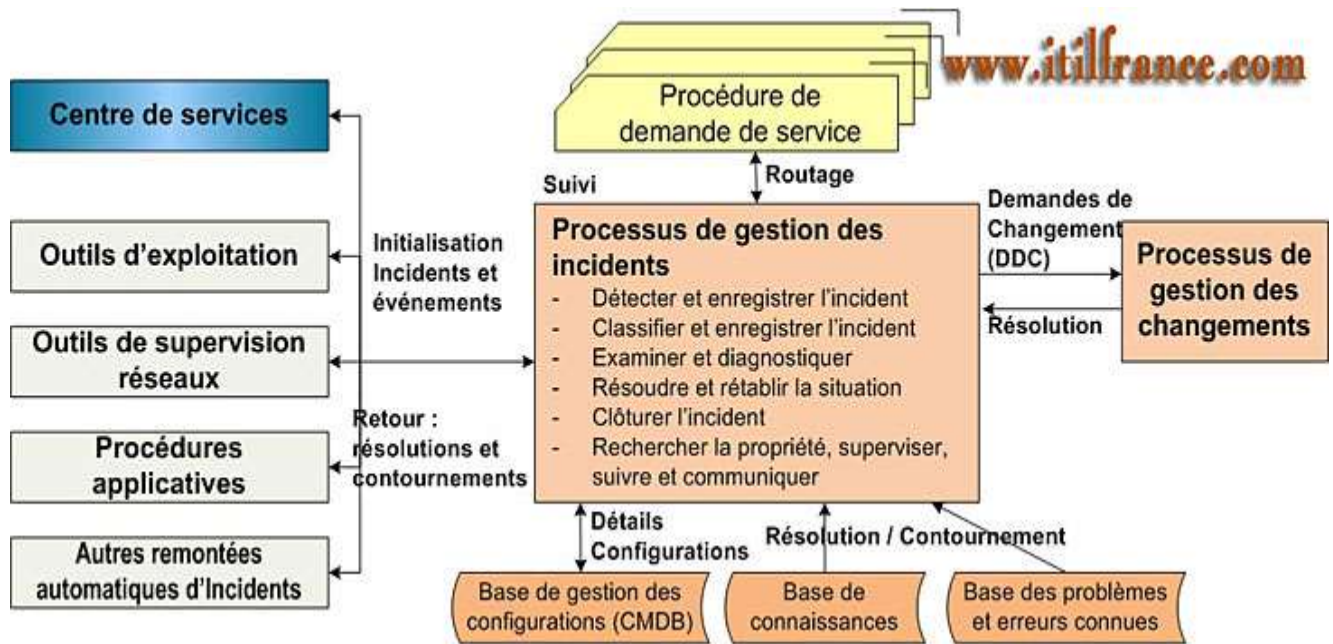 www.itilfrance.com
Procédure de
demande de service
Centre de services
Routage
Suivi
Demandes de
Changement
(DDC)
Processus de gestion des
incidents
- Détecter et enregistrer l'incident
- Classifier et enregistrer l'incident
- Examiner et diagnostiquer
- Résoudre et rétablir la situation
- Clôturer l'incident
- Rechercher la propriété, superviser,
suivre et communiquer
Processus de
gestion des
changements
Résolution
Outils d'exploitation
Initialisation
Incidents et
événements
Outils de supervision
réseaux
Retour :
résolutions et
contournements
Procédures
applicatives
Autres remontées
automatiques d'Incidents
Détails
Configurations
Résolution / Contournement
Base de gestion des
configurations (CMDB)
Base de
connaissances
Base des problèmes
et erreurs connues